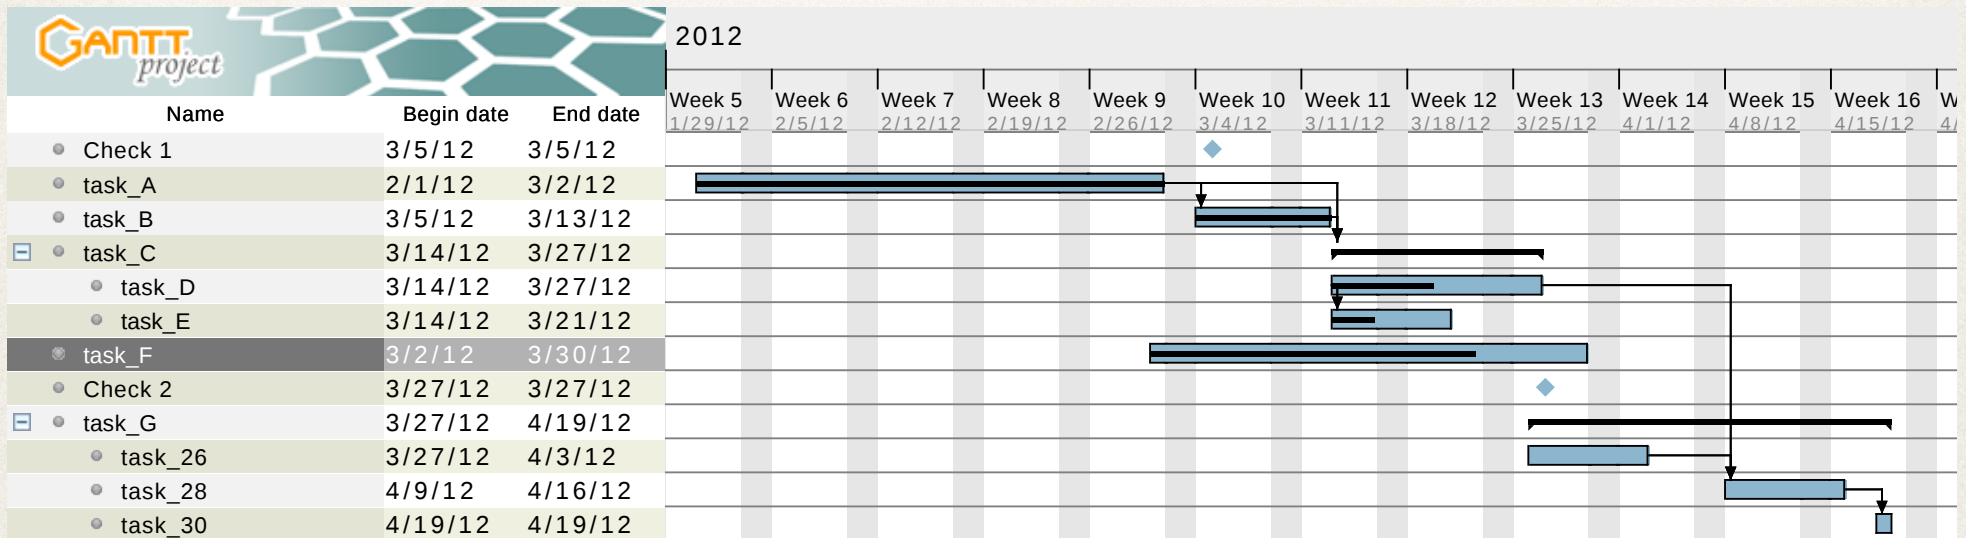 GANTT
project
2012
Week 5 Week 6 Week 7 Week 8 Week 9 Week 10 Week 11 Week 12 Week 13 Week 14 Week 15 Week 16 W
1/29/12 2/5/12 2/12/12 2/19/12 2/26/12 3/4/12 3/11/12 3/18/12 3/25/12 4/1/12 4/8/12 4/15/12 4/
Name Begin date End date
Check 1 3/5/12 3/5/12
task_A 2/1/12 3/2/12
task_B 3/5/12 3/13/12
task_C 3/14/12 3/27/12
task_D 3/14/12 3/27/12
task_E 3/14/12 3/21/12
task_F 3/2/12 3/30/12
Check 2 3/27/12 3/27/12
task_G 3/27/12 4/19/12
task_26 3/27/12 4/3/12
task_28 4/9/12 4/16/12
task_30 4/19/12 4/19/12